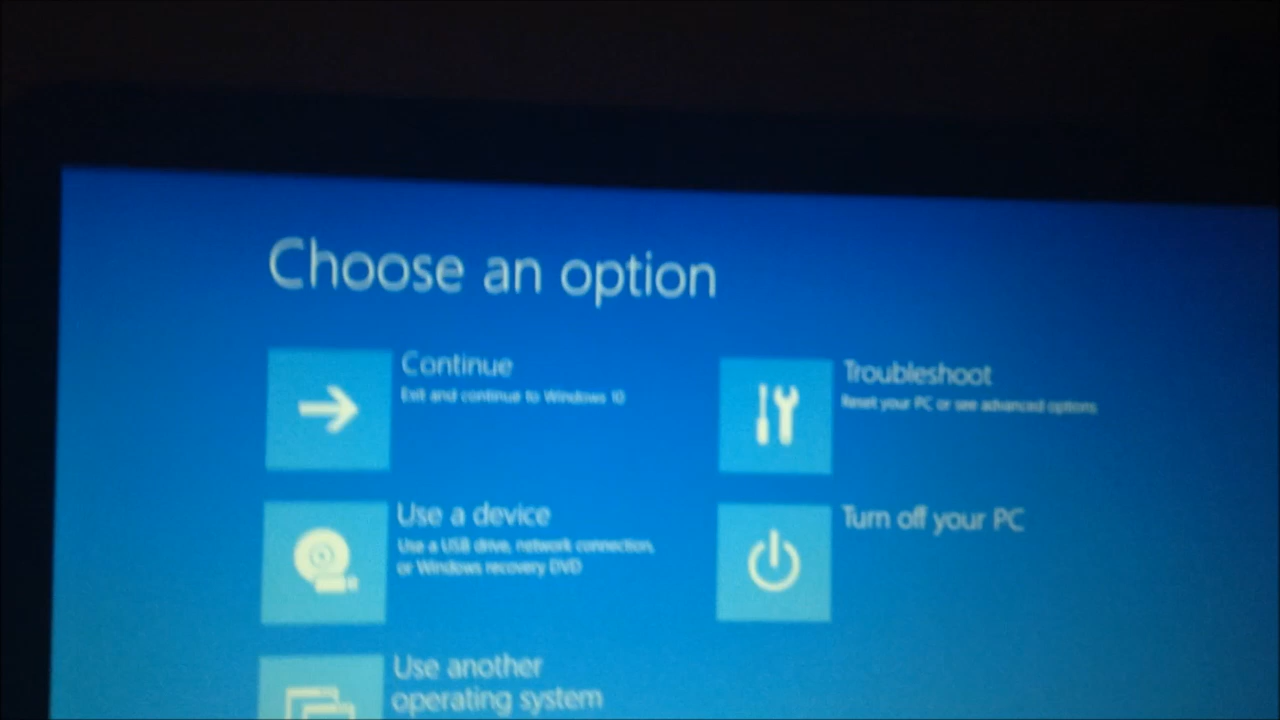 Choose an option
Continue
Exit and continue to Windows 10
Troubleshoot
Reset your PC or see advanced options
Use a device
Use a USB drive, network connection,
or Windows recovery DVD
Turn off your PC
Use another
operating system